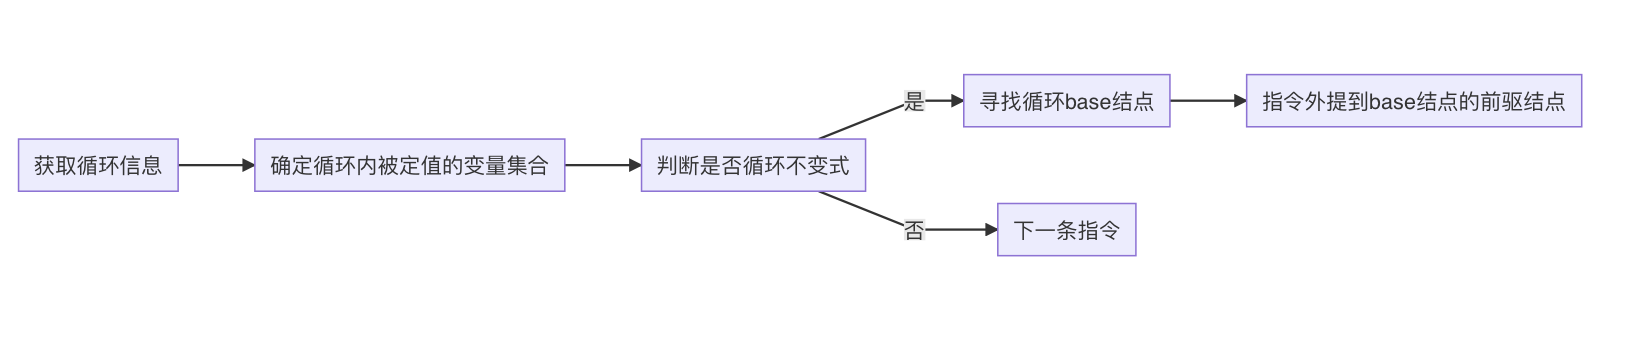 获取循环信息
确定循环内被定值的变量集合
判断是否循环不变式
是
寻找循环base结点
指令外提到base结点的前驱结点
否
下一条指令